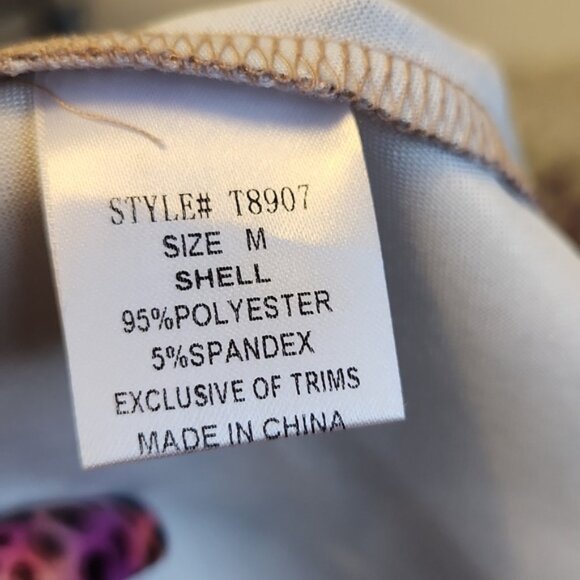 STYLE# T8907
SIZE M
SHELL
95%POLYESTER
5%SPANDEX
EXCLUSIVE OF TRIMS
MADE IN CHINA